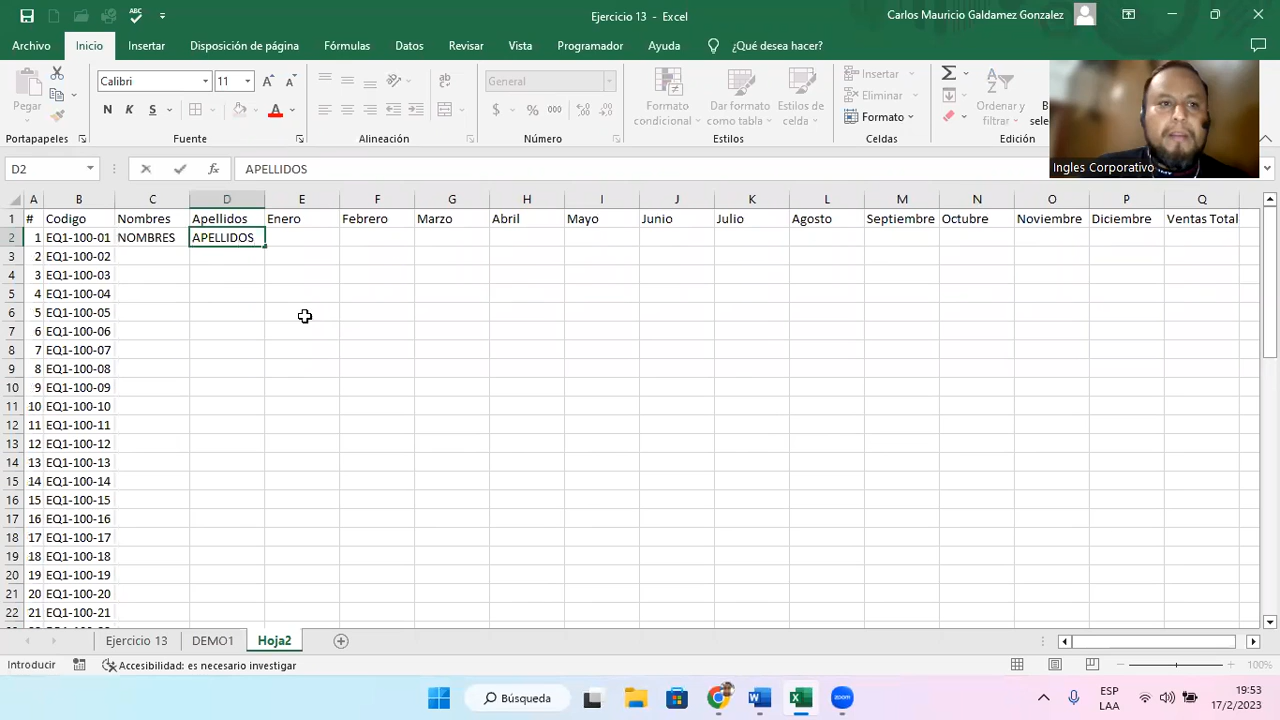 Ejercicio 13 - Excel
Carlos Mauricio Galdamez Gonzalez
Archivo Inicio Insertar Disposición de página Fórmulas Datos Revisar Vista Programador Ayuda ¿Qué desea hacer?
Pegar
Calibri 11
N K S
A A
ab
General
$ % 000
Formato condicional
Dar formato como tabla
Estilos de celda
Insertar
Eliminar
Formato
Ordenar y filtrar
Portapapeles Fuente Alineación Número Estilos Celdas Edición
Ingles Corporativo
D2 fx APELLIDOS
A B C D E F G H I J K L M N O P Q
1 # Codigo Nombres Apellidos Enero Febrero Marzo Abril Mayo Junio Julio Agosto Septiembre Octubre Noviembre Diciembre Ventas Total
2 1 EQ1-100-01 NOMBRES APELLIDOS
3 2 EQ1-100-02
4 3 EQ1-100-03
5 4 EQ1-100-04
6 5 EQ1-100-05
7 6 EQ1-100-06
8 7 EQ1-100-07
9 8 EQ1-100-08
10 9 EQ1-100-09
11 10 EQ1-100-10
12 11 EQ1-100-11
13 12 EQ1-100-12
14 13 EQ1-100-13
15 14 EQ1-100-14
16 15 EQ1-100-15
17 16 EQ1-100-16
18 17 EQ1-100-17
19 18 EQ1-100-18
20 19 EQ1-100-19
21 20 EQ1-100-20
22 21 EQ1-100-21
Ejercicio 13 DEMO1 Hoja2
Introducir Accesibilidad: es necesario investigar 100%
Búsqueda
zoom
ESP
LAA
19:53
17/2/2023